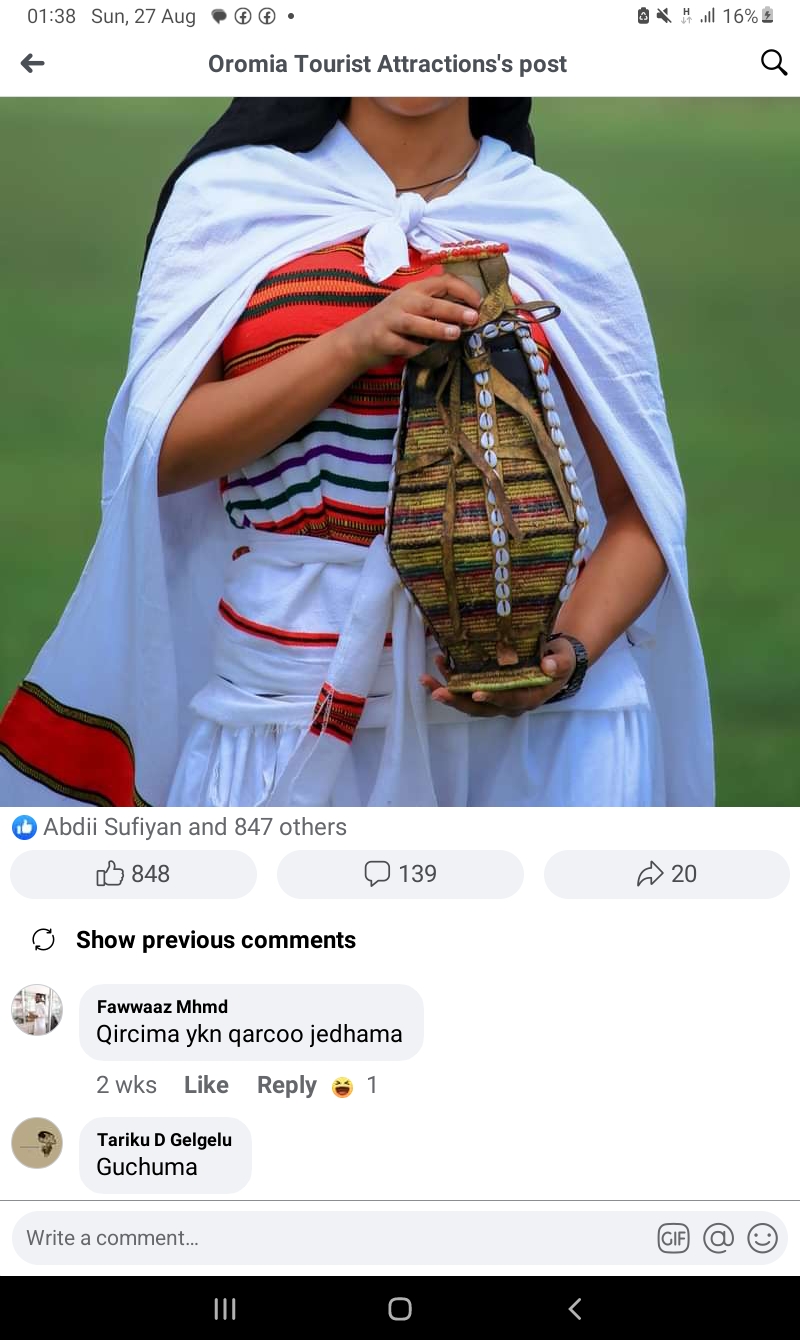 01:38 Sun, 27 Aug
H
16%
Oromia Tourist Attractions's post
Abdii Sufiyan and 847 others
848
139
20
Show previous comments
Fawwaaz Mhmd
Qircima ykn qarcoo jedhama
2 wks Like Reply 1
Tariku D Gelgelu
Guchuma
Write a comment...
GIF